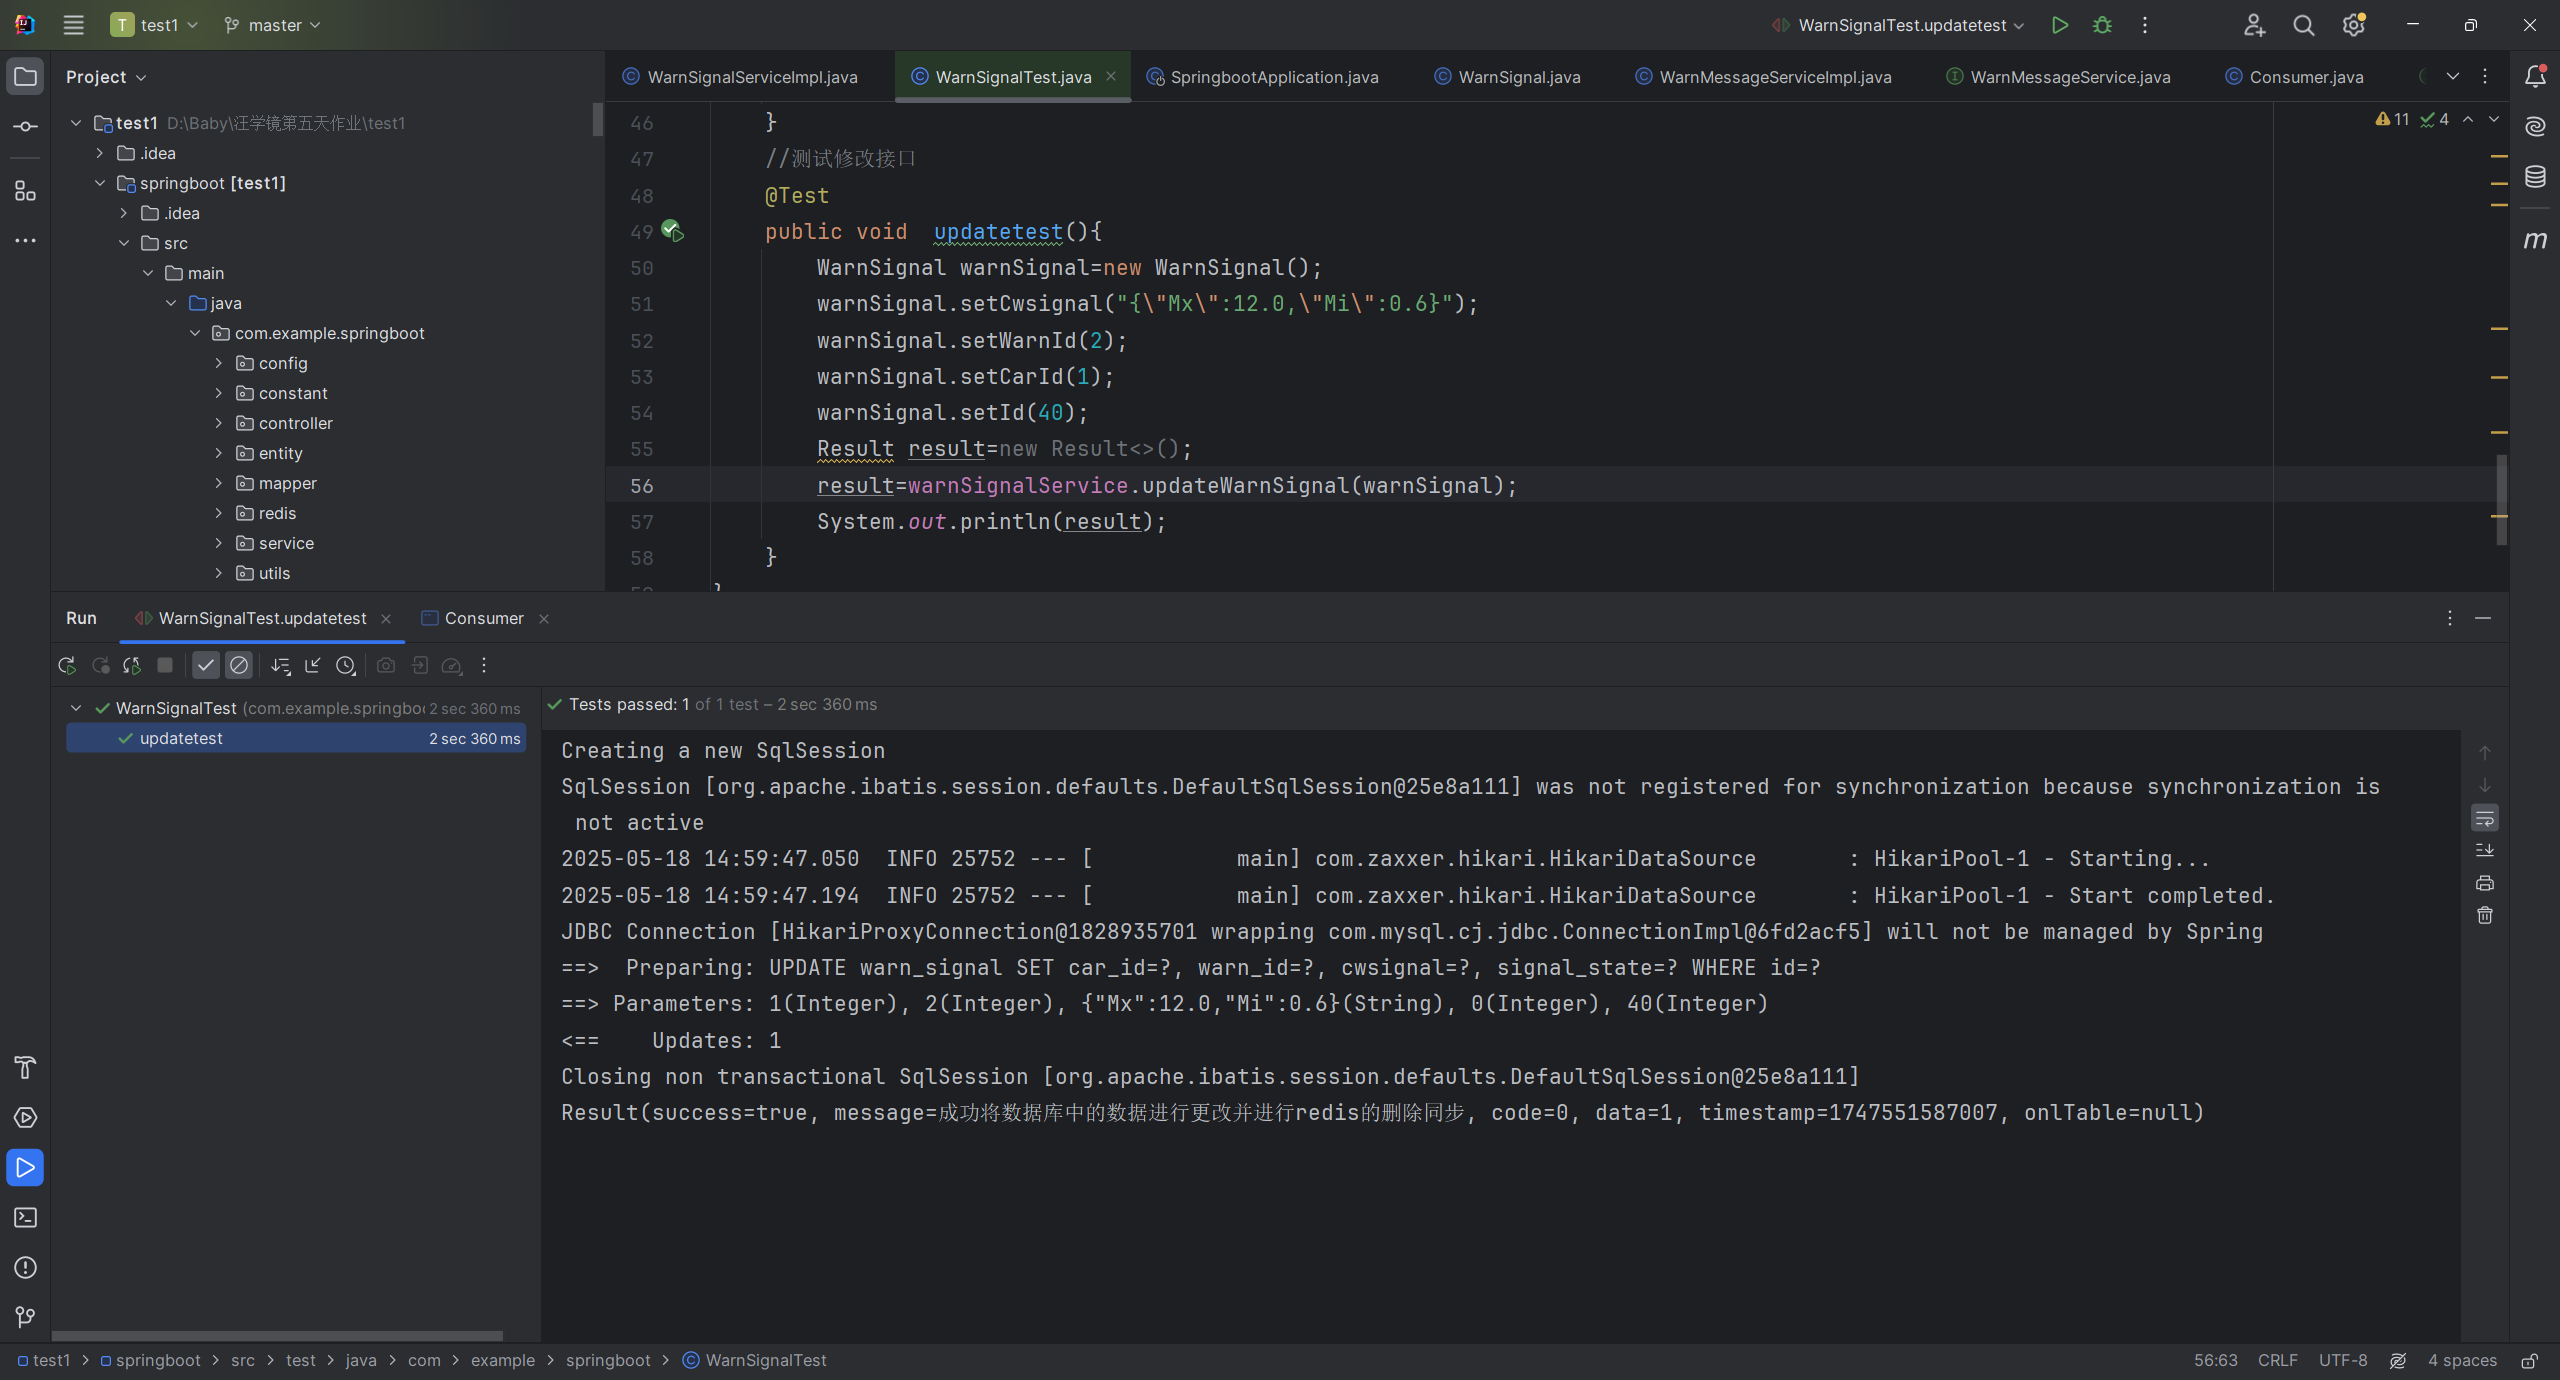 T test1 master WarnSignalTest.updatetest
Project
WarnSignalServiceImpl.java WarnSignalTest.java SpringbootApplication.java WarnSignal.java WarnMessageServiceImpl.java WarnMessageService.java Consumer.java
test1 D:\Baby\汪学镜第五天作业\test1
.idea
springboot [test1]
.idea
src
main
java
com.example.springboot
config
constant
controller
entity
mapper
redis
service
utils
11 4
46 }
47 //测试修改接口
48 @Test
49 public void updatetest(){
50 WarnSignal warnSignal=new WarnSignal();
51 warnSignal.setCwsignal("{\"Mx\":12.0,\"Mi\":0.6}");
52 warnSignal.setWarnId(2);
53 warnSignal.setCarId(1);
54 warnSignal.setId(40);
55 Result result=new Result<>();
56 result=warnSignalService.updateWarnSignal(warnSignal);
57 System.out.println(result);
58 }
Run WarnSignalTest.updatetest Consumer
WarnSignalTest (com.example.springbo 2 sec 360 ms
updatetest 2 sec 360 ms
Tests passed: 1 of 1 test – 2 sec 360 ms
Creating a new SqlSession
SqlSession [org.apache.ibatis.session.defaults.DefaultSqlSession@25e8a111] was not registered for synchronization because synchronization is
not active
2025-05-18 14:59:47.050 INFO 25752 --- [ main] com.zaxxer.hikari.HikariDataSource : HikariPool-1 - Starting...
2025-05-18 14:59:47.194 INFO 25752 --- [ main] com.zaxxer.hikari.HikariDataSource : HikariPool-1 - Start completed.
JDBC Connection [HikariProxyConnection@1828935701 wrapping com.mysql.cj.jdbc.ConnectionImpl@6fd2acf5] will not be managed by Spring
==> Preparing: UPDATE warn_signal SET car_id=?, warn_id=?, cwsignal=?, signal_state=? WHERE id=?
==> Parameters: 1(Integer), 2(Integer), {"Mx":12.0,"Mi":0.6}(String), 0(Integer), 40(Integer)
<== Updates: 1
Closing non transactional SqlSession [org.apache.ibatis.session.defaults.DefaultSqlSession@25e8a111]
Result(success=true, message=成功将数据库中的数据进行更改并进行redis的删除同步, code=0, data=1, timestamp=1747551587007, onlTable=null)
test1 > springboot > src > test > java > com > example > springboot > WarnSignalTest
56:63 CRLF UTF-8 4 spaces